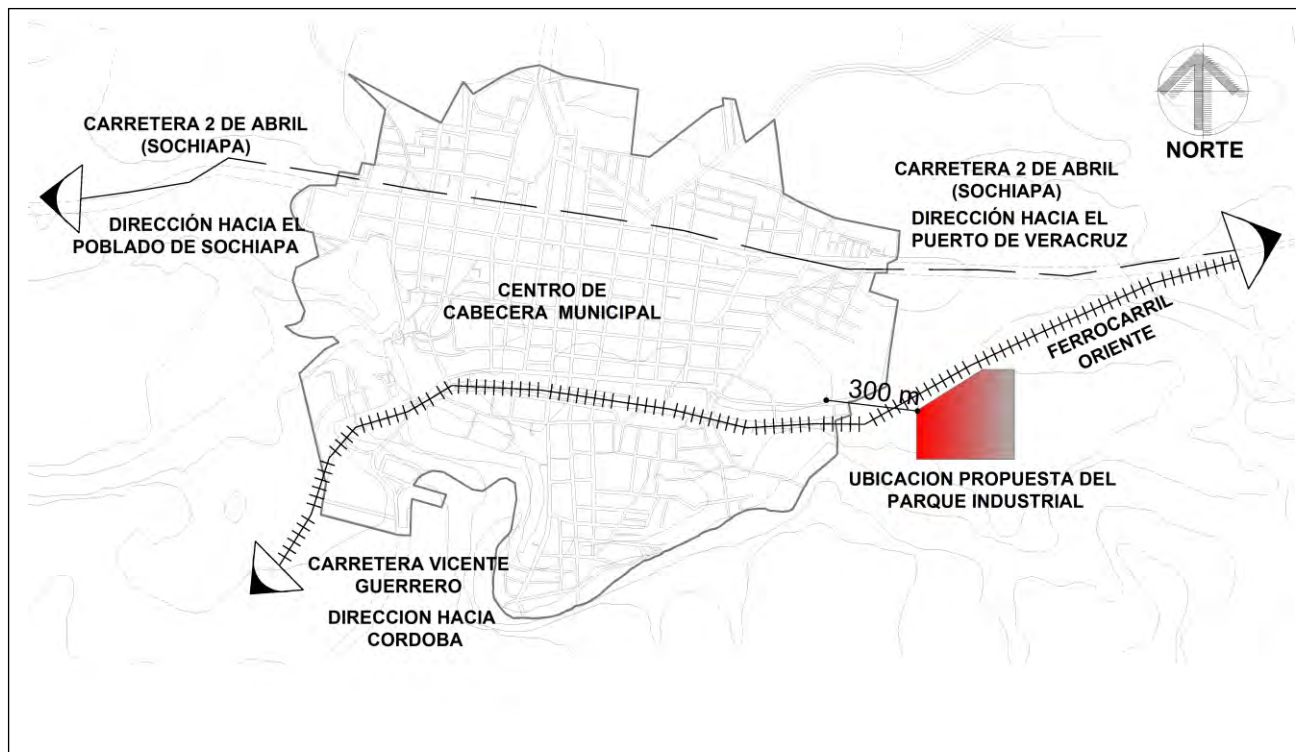 CARRETERA 2 DE ABRIL
(SOCHIAPA)
DIRECCIÓN HACIA EL
POBLADO DE SOCHIAPA
NORTE
CARRETERA 2 DE ABRIL
(SOCHIAPA)
DIRECCIÓN HACIA EL
PUERTO DE VERACRUZ
CENTRO DE
CABECERA MUNICIPAL
FERROCARRIL
ORIENTE
300 m
UBICACION PROPUESTA DEL
PARQUE INDUSTRIAL
CARRETERA VICENTE
GUERRERO
DIRECCION HACIA
CORDOBA